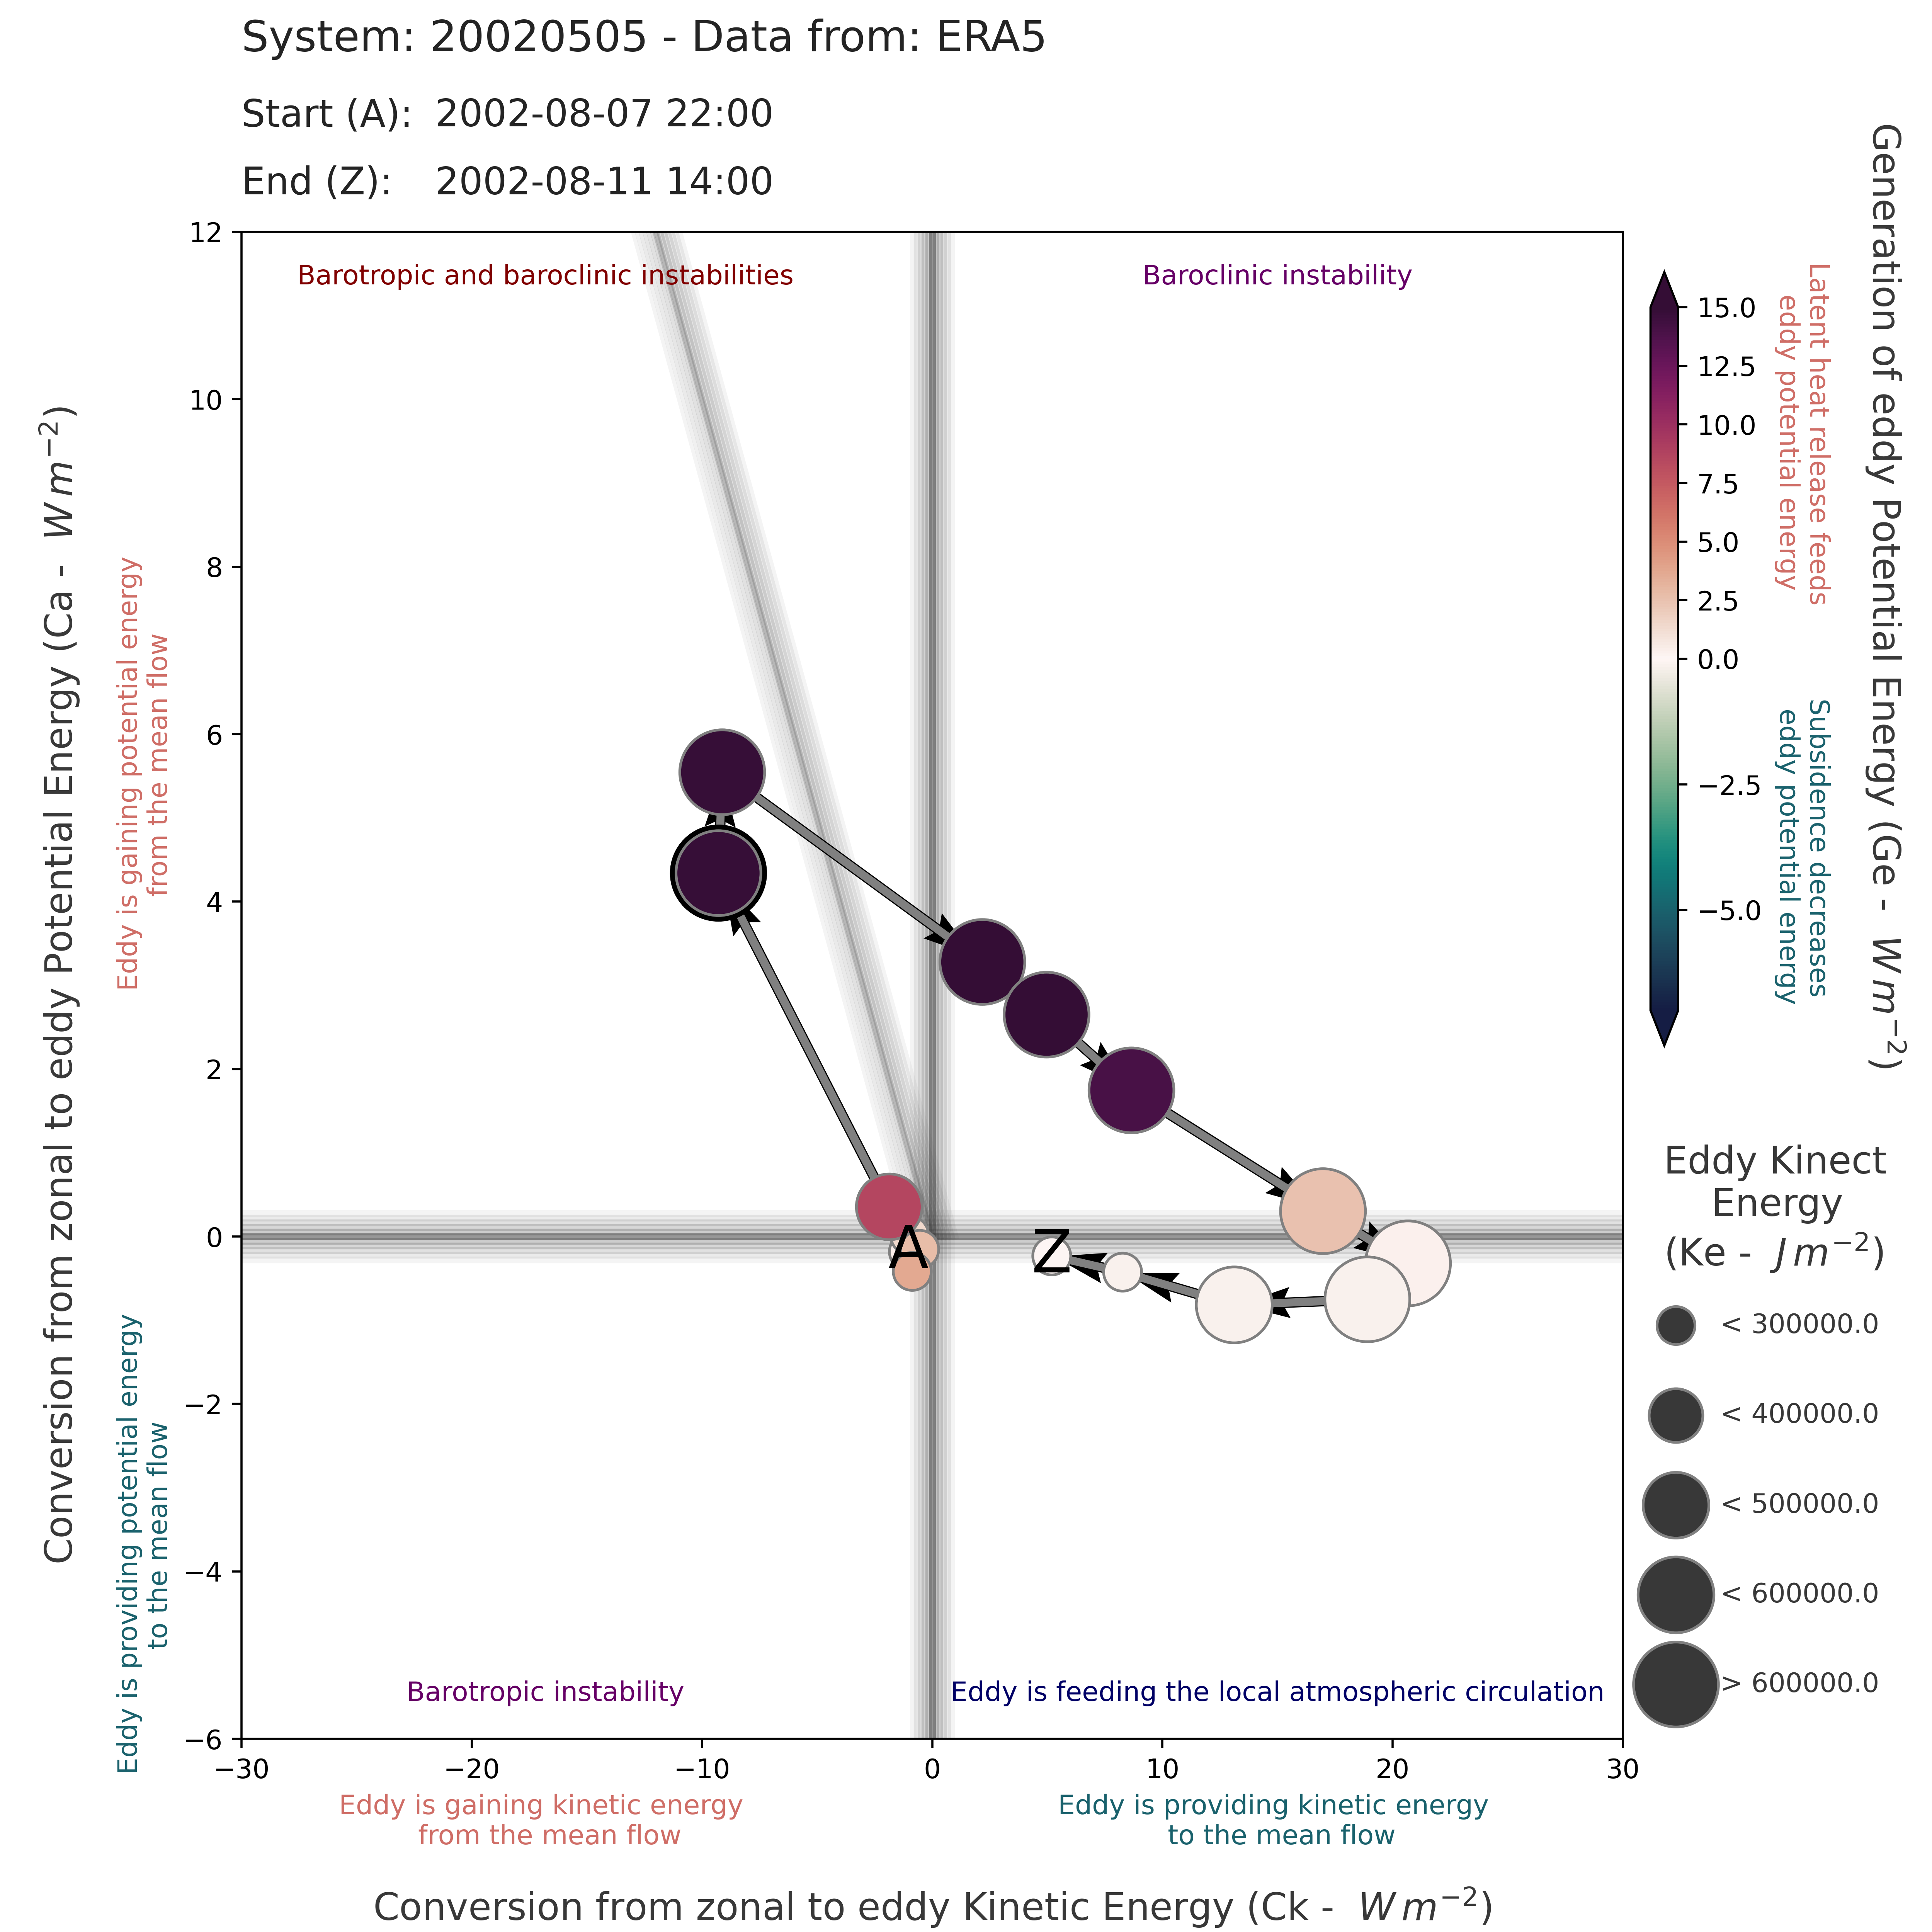 System: 20020505 - Data from: ERA5
Start (A): 2002-08-07 22:00
End (Z): 2002-08-11 14:00
Conversion from zonal to eddy Potential Energy (Ca - W m⁻²)
Eddy is gaining potential energy
from the mean flow
Eddy is providing potential energy
to the mean flow
12
10
8
6
4
2
0
−2
−4
−6
Barotropic and baroclinic instabilities
Baroclinic instability
A
Z
Barotropic instability
Eddy is feeding the local atmospheric circulation
−30
−20
−10
0
10
20
30
Eddy is gaining kinetic energy
from the mean flow
Eddy is providing kinetic energy
to the mean flow
Conversion from zonal to eddy Kinetic Energy (Ck - W m⁻²)
15.0
12.5
10.0
7.5
5.0
2.5
0.0
−2.5
−5.0
Latent heat release feeds
eddy potential energy
Subsidence decreases
eddy potential energy
Generation of eddy Potential Energy (Ge - W m⁻²)
Eddy Kinect
Energy
(Ke - J m⁻²)
< 300000.0
< 400000.0
< 500000.0
< 600000.0
> 600000.0